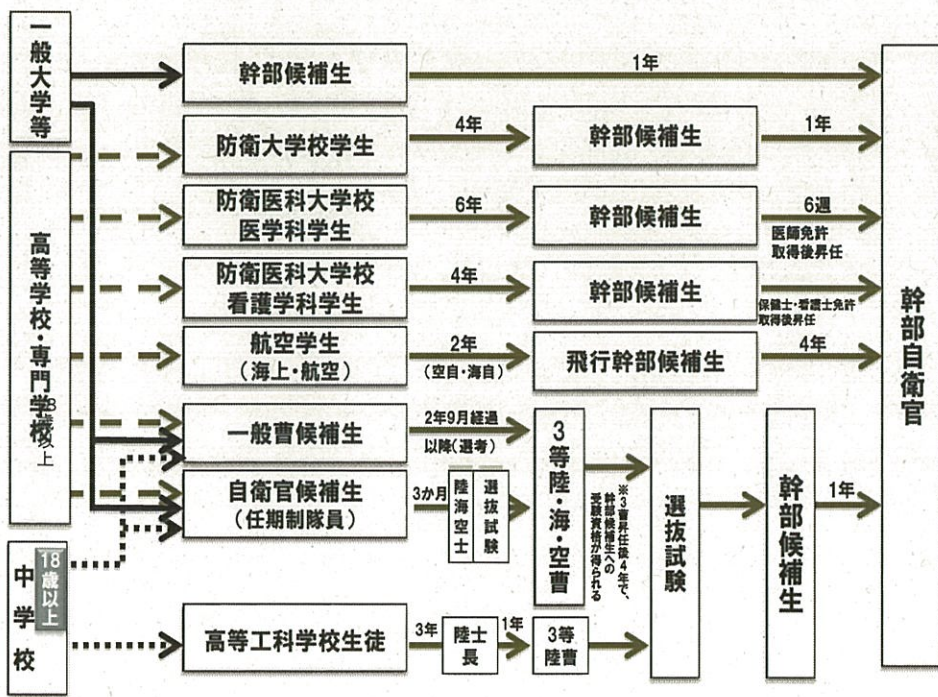 一般大学等
幹部候補生
1年
防衛大学校学生
4年
幹部候補生
1年
防衛医科大学校
医学科学生
6年
幹部候補生
6週
医師免許
取得後昇任
防衛医科大学校
看護学科学生
4年
幹部候補生
保健士・看護士免許
取得後昇任
航空学生
(海上・航空)
2年
(空自・海自)
飛行幹部候補生
4年
高等学校・専門学校
18歳以上
一般曹候補生
2年9月経過
以降(選考)
自衛官候補生
(任期制隊員)
3か月
陸海空士
選抜試験
3等陸・海・空曹
※3曹昇任後4年で、
幹部候補生への
受験資格が得られる
選抜試験
幹部候補生
1年
幹部自衛官
中学校
18歳以上
高等工科学校生徒
3年
陸士
長
1年
3等
陸曹